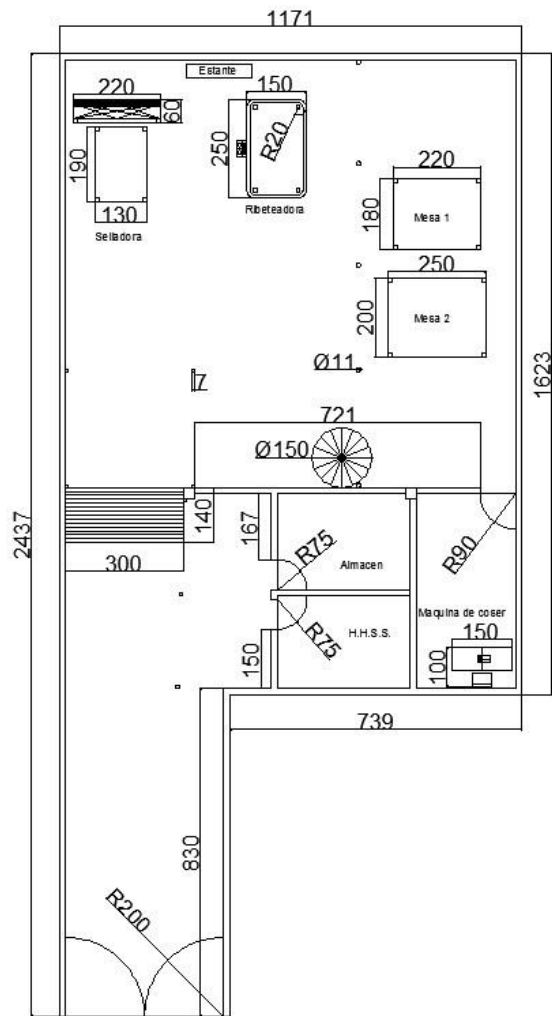 1171
Estante
220
60
150
250
R20
190
130
Selladora
Ribeteadora
220
180
Mesa 1
250
200
Mesa 2
Ø11
7
1623
721
Ø150
2437
140
167
300
R75
Almacen
R90
R75
H.H.S.S.
Maquina de coser
150
150
100
739
830
R200